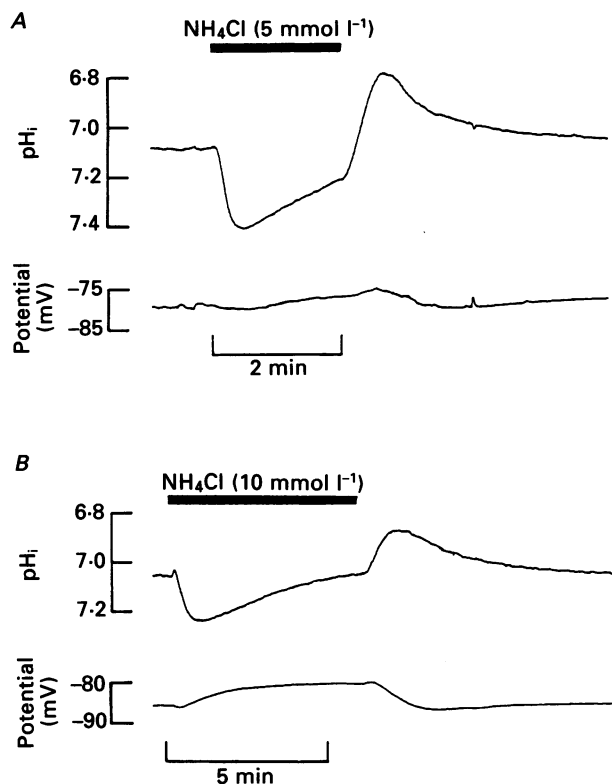 A
NH₄Cl (5 mmol l⁻¹)
6·8
7·0
7·2
7·4
pHᵢ
−75
−85
Potential
(mV)
2 min
B
NH₄Cl (10 mmol l⁻¹)
6·8
7·0
7·2
pHᵢ
−80
−90
Potential
(mV)
5 min